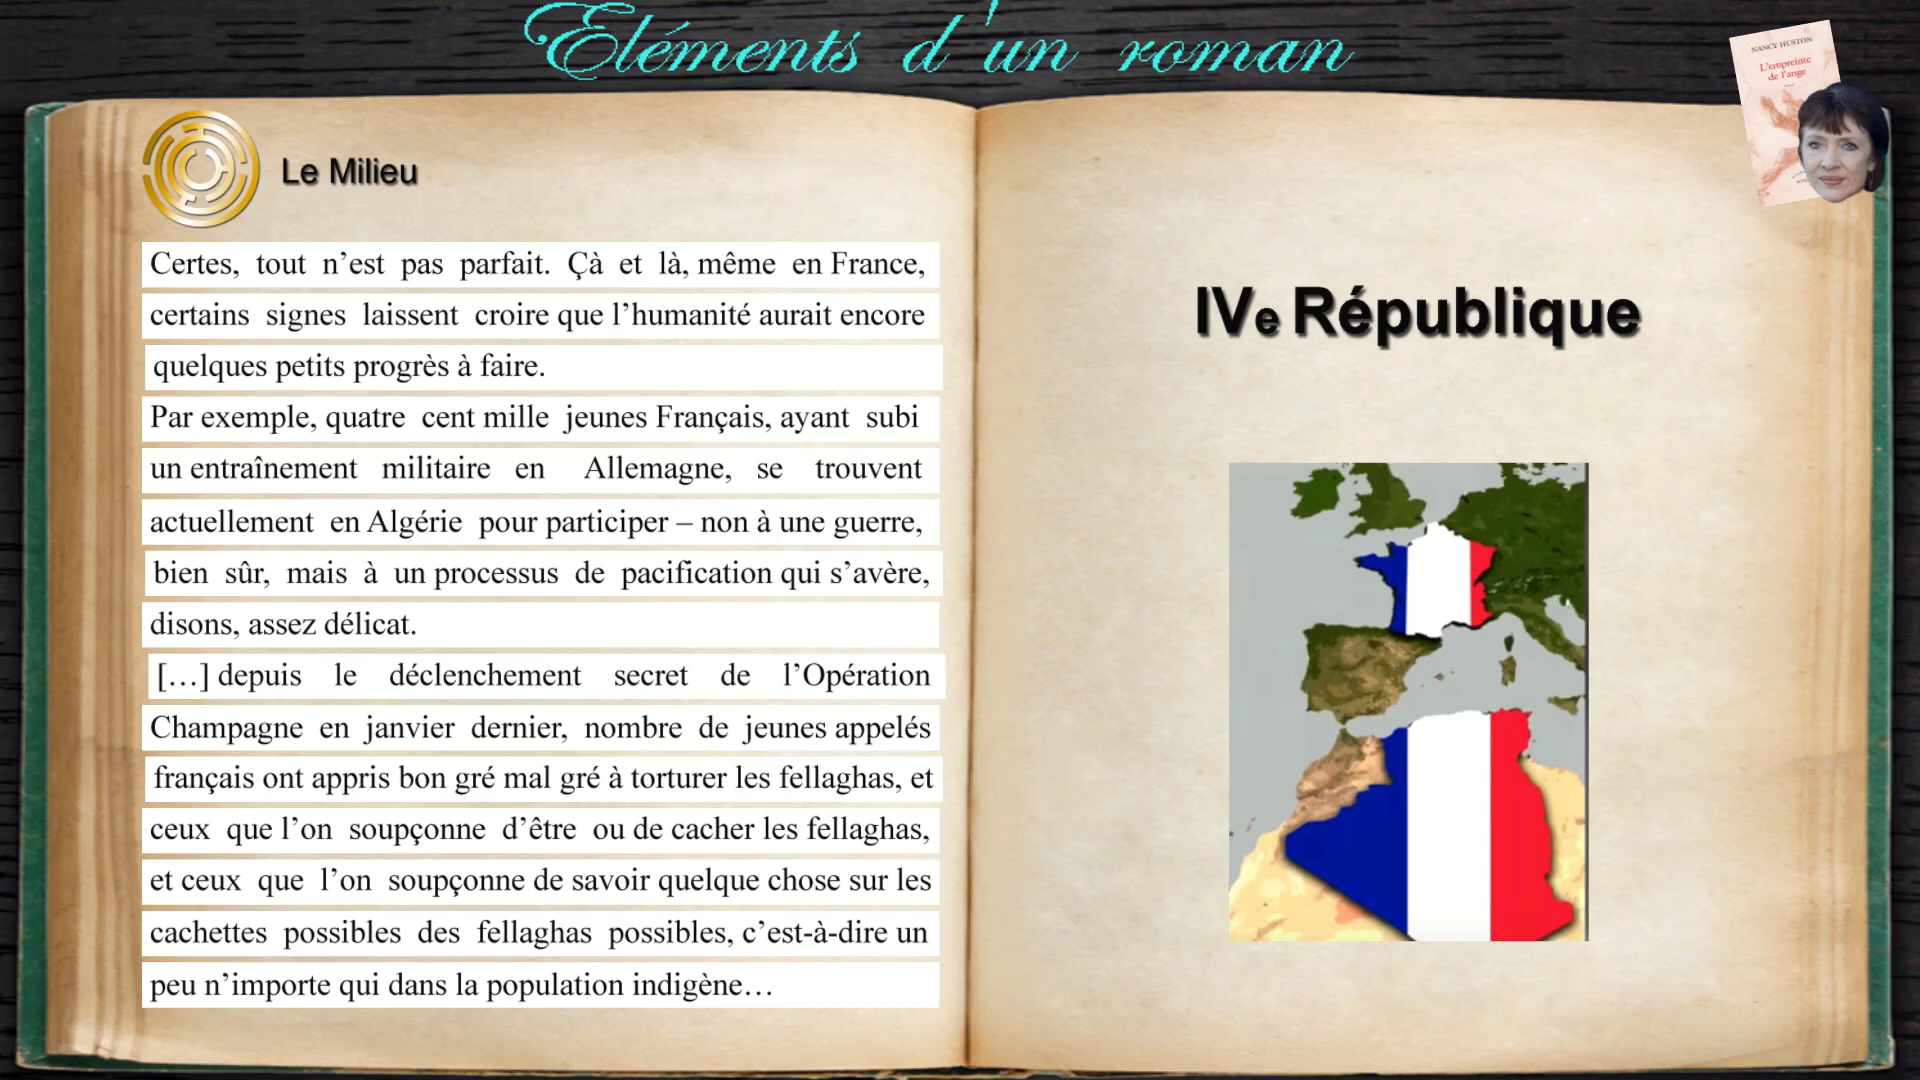 Eléments d'un roman
NANCY HUSTON
L'empreinte
de l'ange
Le Milieu
Certes, tout n’est pas parfait. Çà et là, même en France,
certains signes laissent croire que l’humanité aurait encore
quelques petits progrès à faire.
Par exemple, quatre cent mille jeunes Français, ayant subi
un entraînement militaire en Allemagne, se trouvent
actuellement en Algérie pour participer – non à une guerre,
bien sûr, mais à un processus de pacification qui s’avère,
disons, assez délicat.
[…] depuis le déclenchement secret de l’Opération
Champagne en janvier dernier, nombre de jeunes appelés
français ont appris bon gré mal gré à torturer les fellaghas, et
ceux que l’on soupçonne d’être ou de cacher les fellaghas,
et ceux que l’on soupçonne de savoir quelque chose sur les
cachettes possibles des fellaghas possibles, c’est-à-dire un
peu n’importe qui dans la population indigène…
IVe République